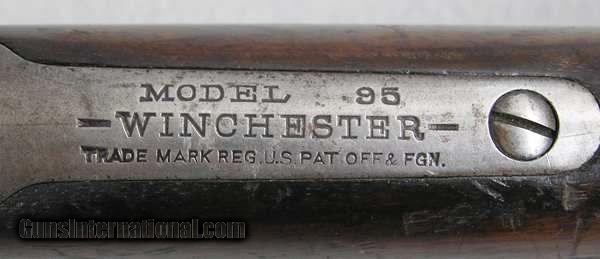 MODEL 95
-WINCHESTER-
TRADE MARK REG. U.S. PAT. OFF. & FGN.
GunsInternational.com